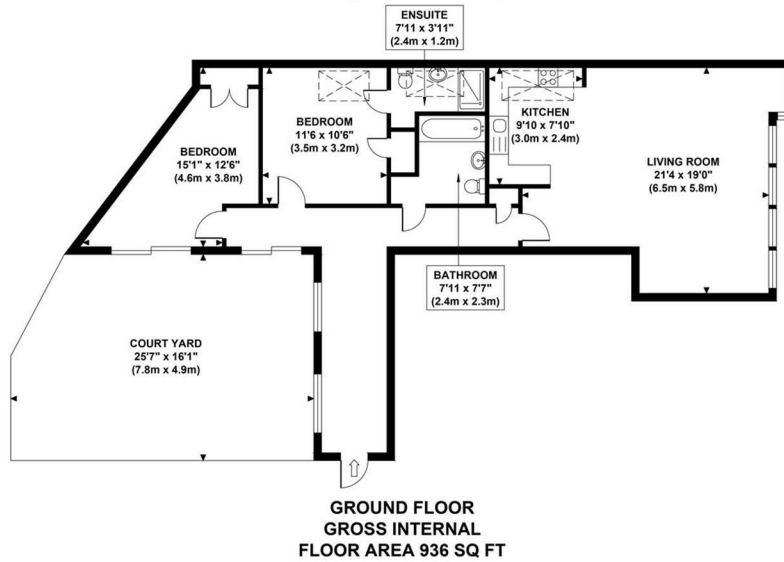 ENSUITE
7'11 x 3'11"
(2.4m x 1.2m)
BEDROOM
11'6 x 10'6"
(3.5m x 3.2m)
KITCHEN
9'10 x 7'10"
(3.0m x 2.4m)
BEDROOM
15'1" x 12'6"
(4.6m x 3.8m)
LIVING ROOM
21'4 x 19'0"
(6.5m x 5.8m)
BATHROOM
7'11 x 7'7"
(2.4m x 2.3m)
COURT YARD
25'7" x 16'1"
(7.8m x 4.9m)
GROUND FLOOR
GROSS INTERNAL
FLOOR AREA 936 SQ FT